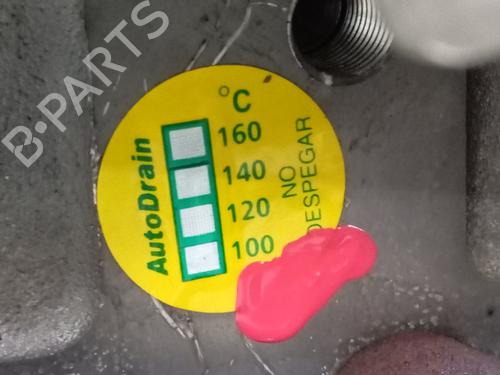 B-PARTS
AutoDrain
°C
160
140
120
100
NO
DESPEGAR